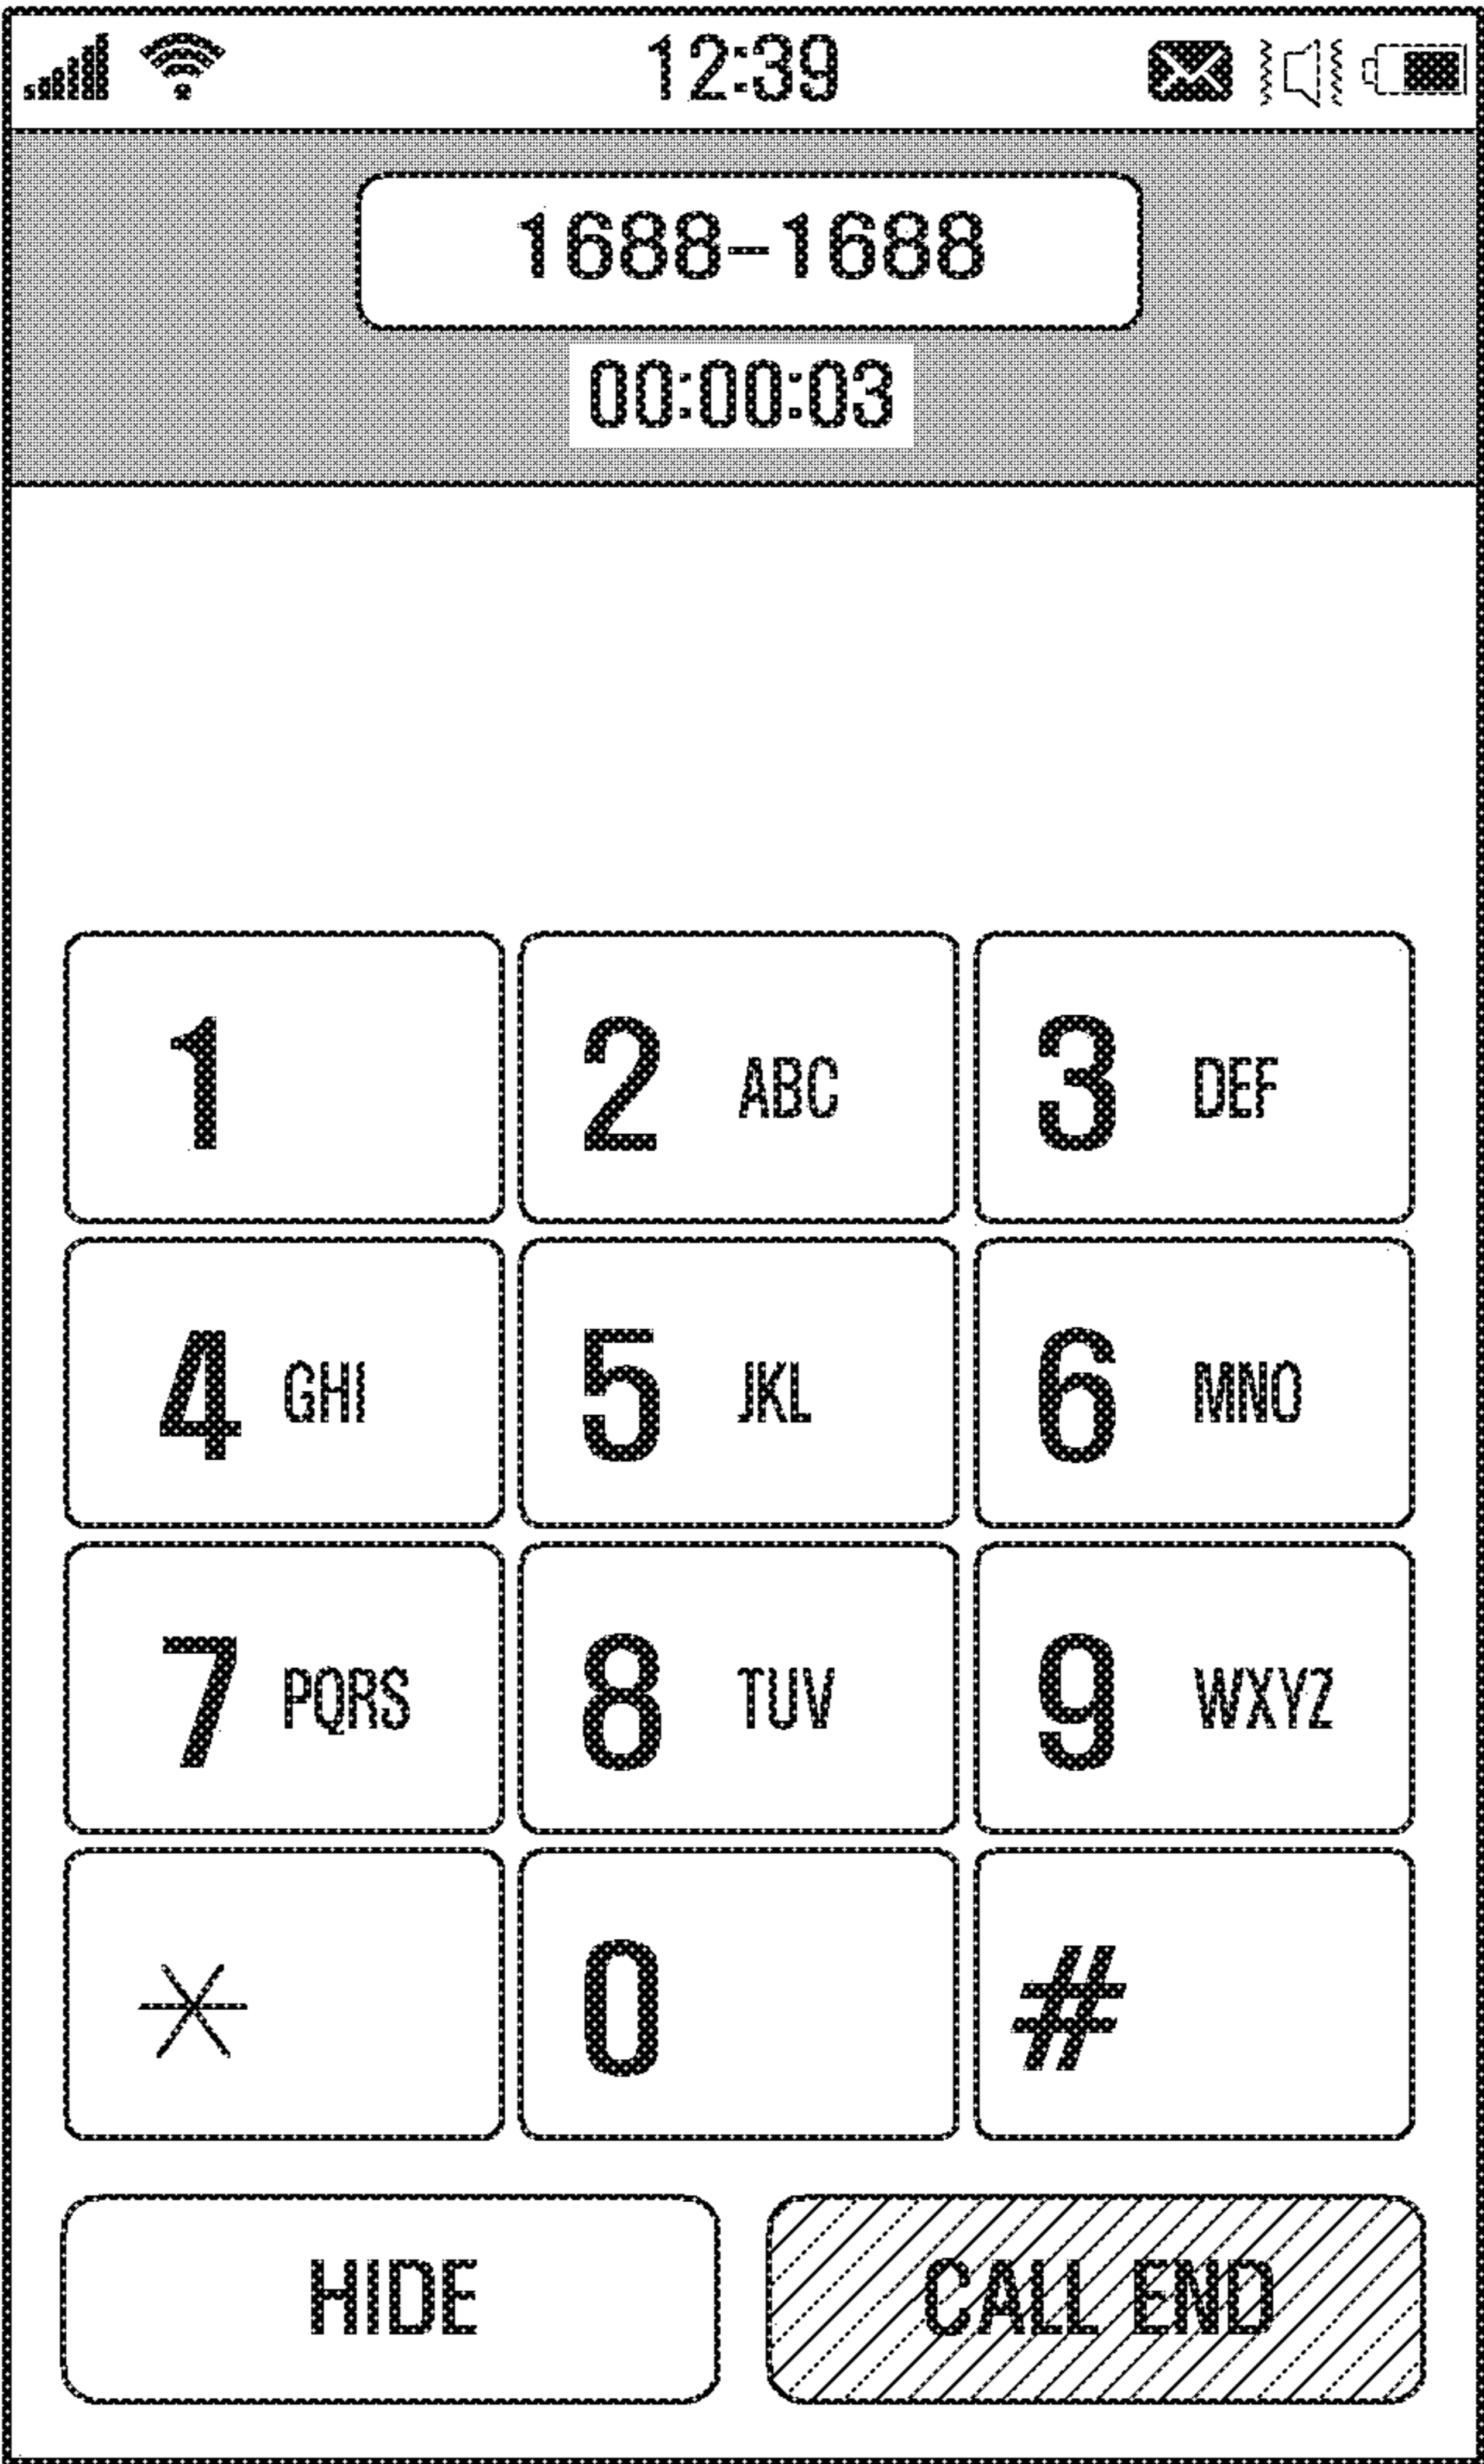 12:39
1688-1688
00:00:03
1 2 ABC 3 DEF
4 GHI 5 JKL 6 MNO
7 PQRS 8 TUV 9 WXYZ
* 0 #
HIDE CALL END